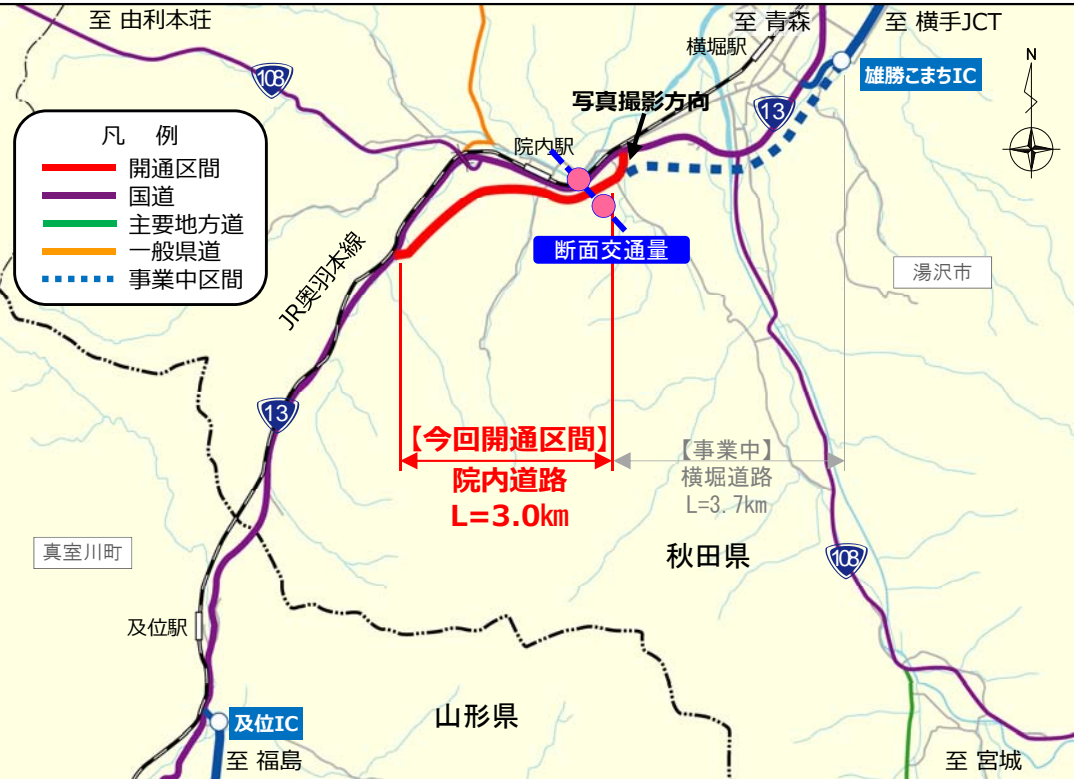 至 由利本荘
至 青森
至 横手JCT
横堀駅
N
108
雄勝こまちIC
写真撮影方向
13
凡 例
開通区間
国道
主要地方道
一般県道
事業中区間
院内駅
断面交通量
湯沢市
JR奥羽本線
13
【今回開通区間】
院内道路
L=3.0㎞
【事業中】
横堀道路
L=3.7㎞
真室川町
秋田県
108
及位駅
山形県
及位IC
至 福島
至 宮城